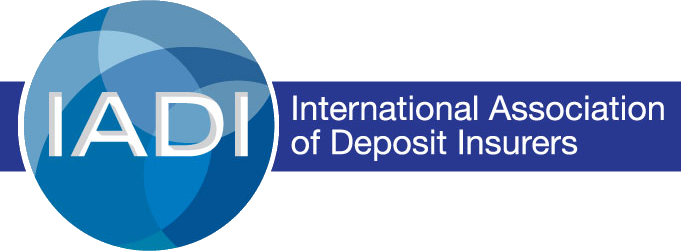 IADI
International Association
of Deposit Insurers